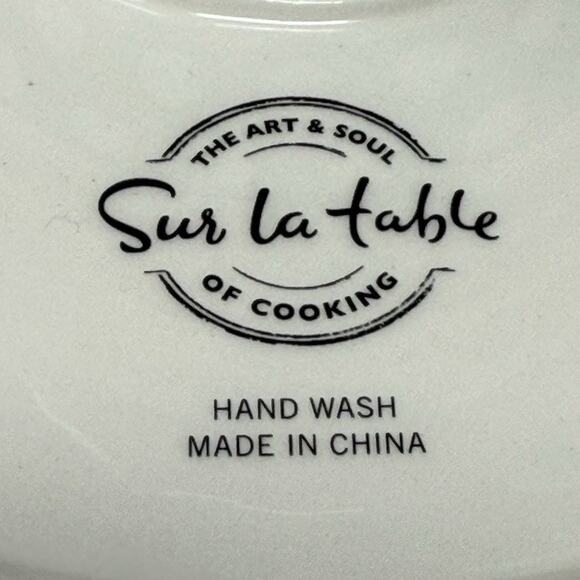 THE ART & SOUL
Sur la table
OF COOKING
HAND WASH
MADE IN CHINA